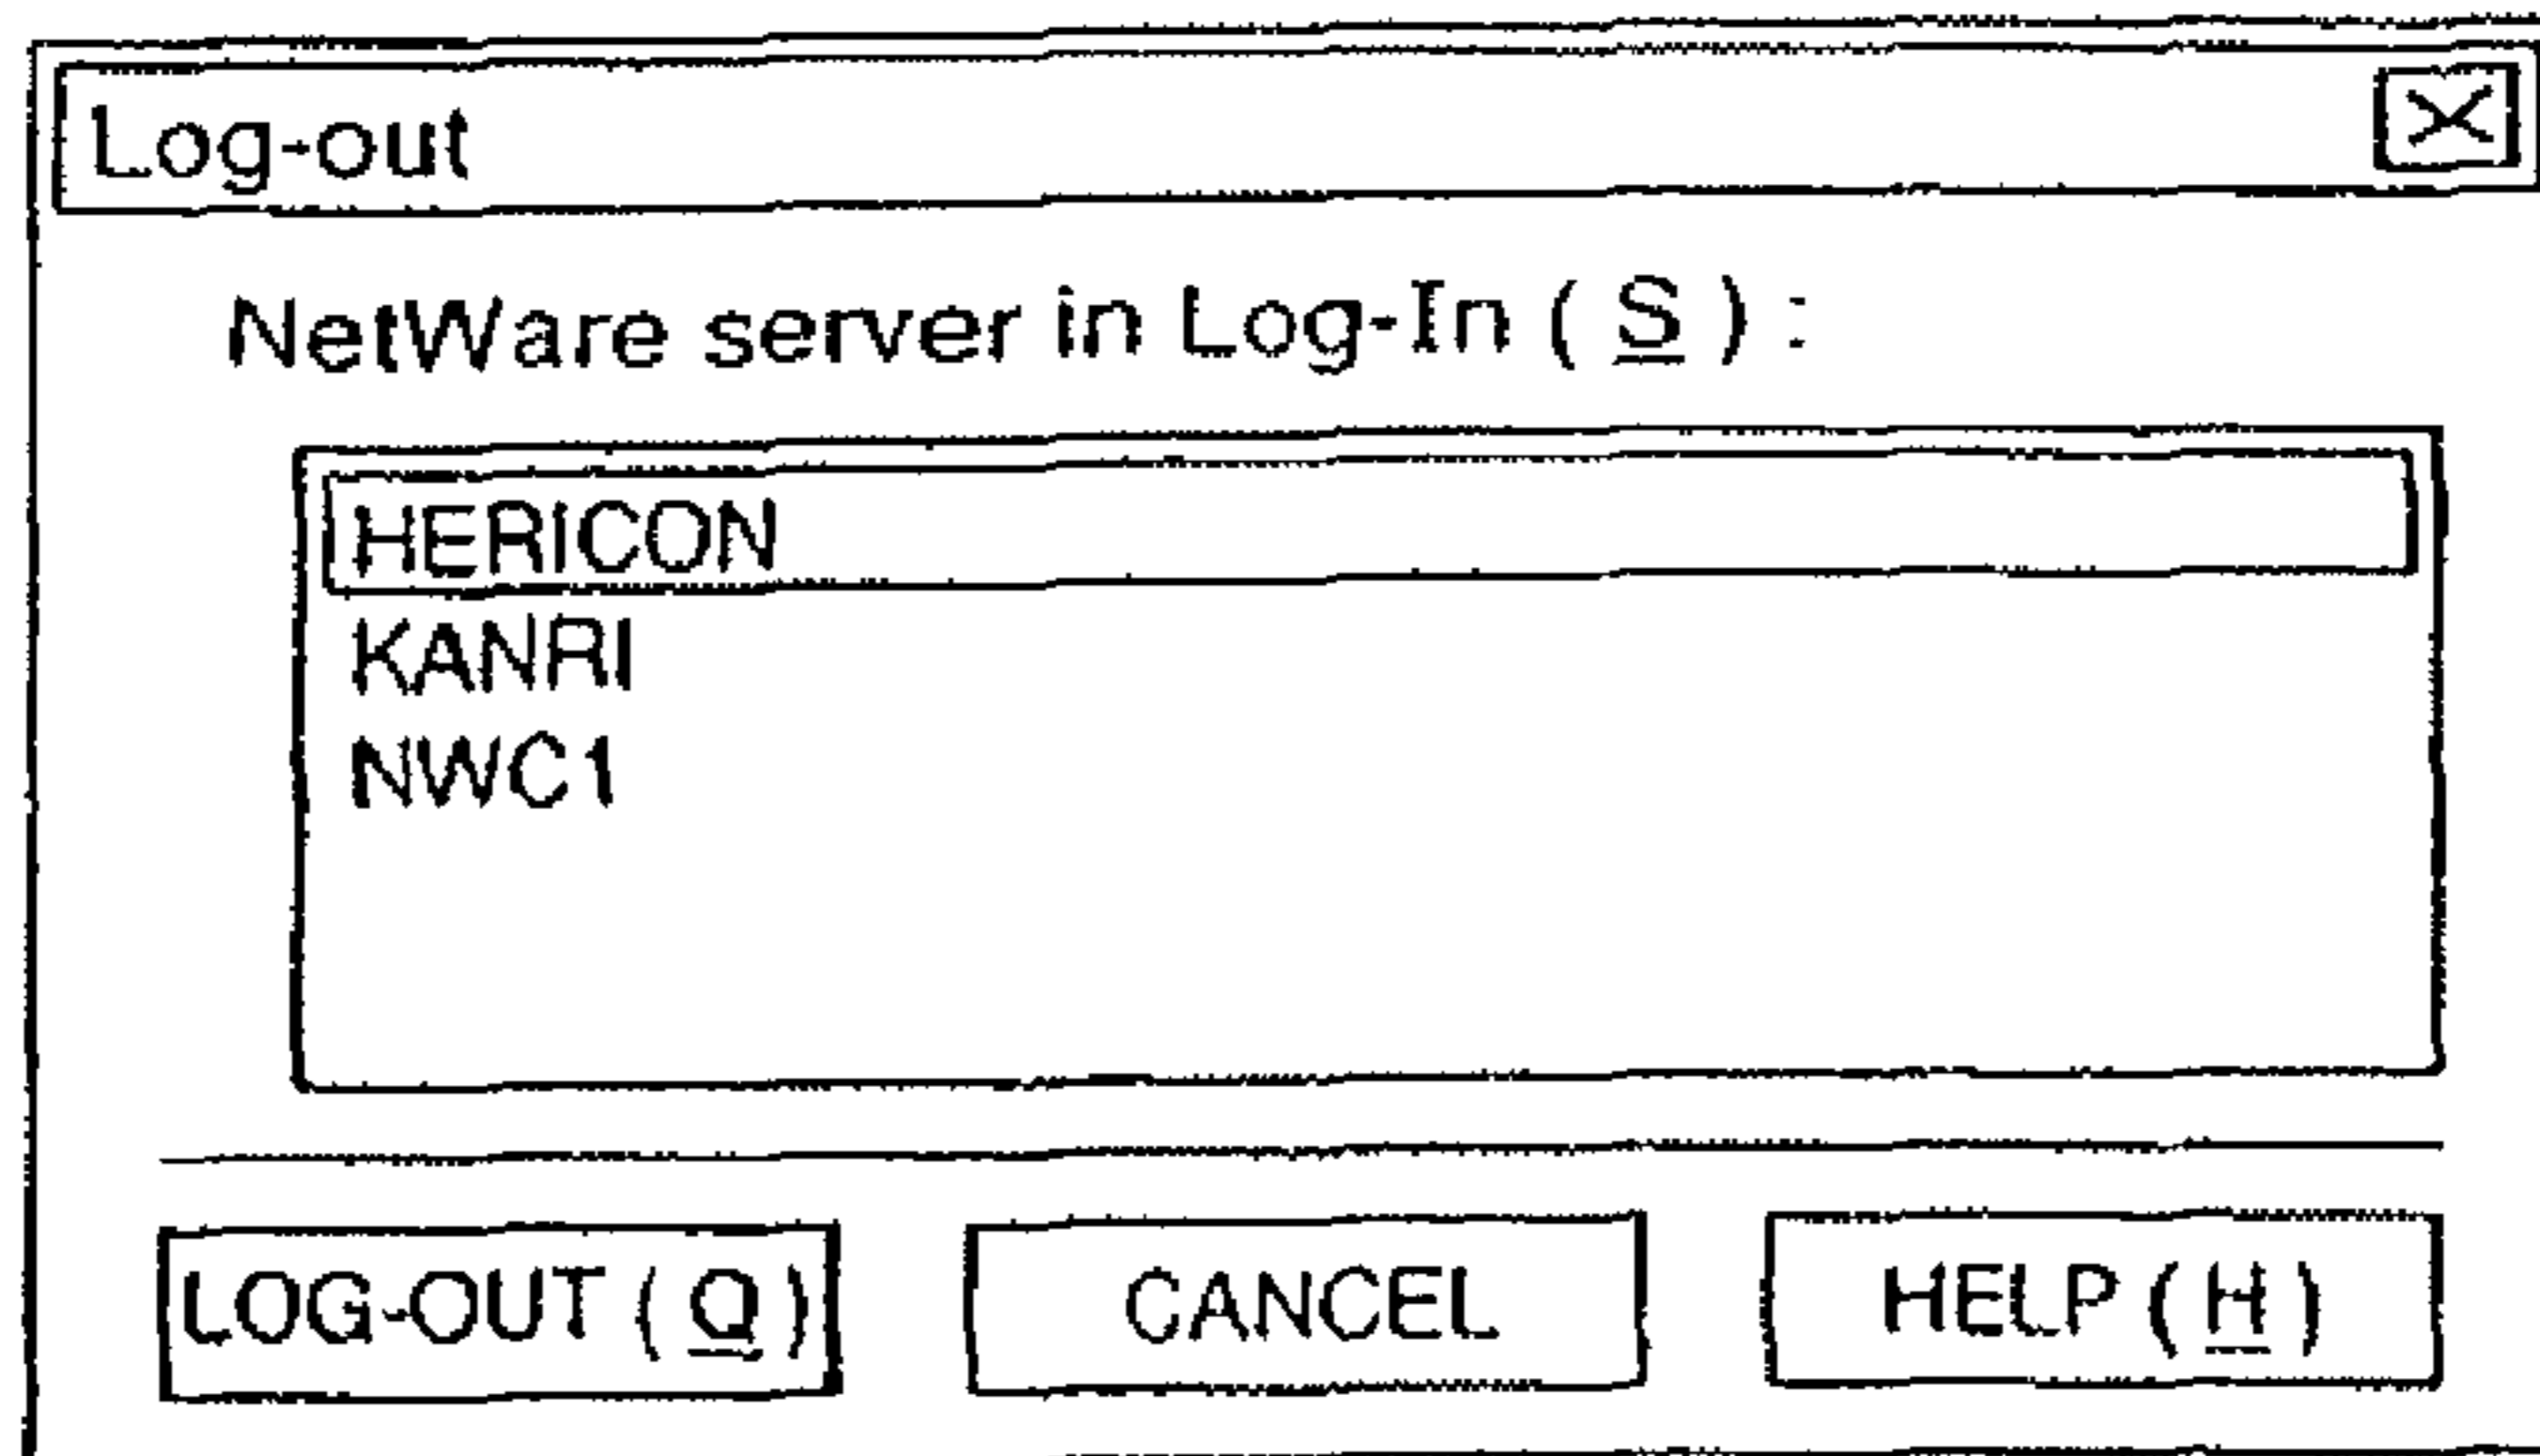 Log-out
NetWare server in Log-In ( S ) :
HERICON
KANRI
NWC1
LOG-OUT ( Q ) CANCEL HELP ( H )